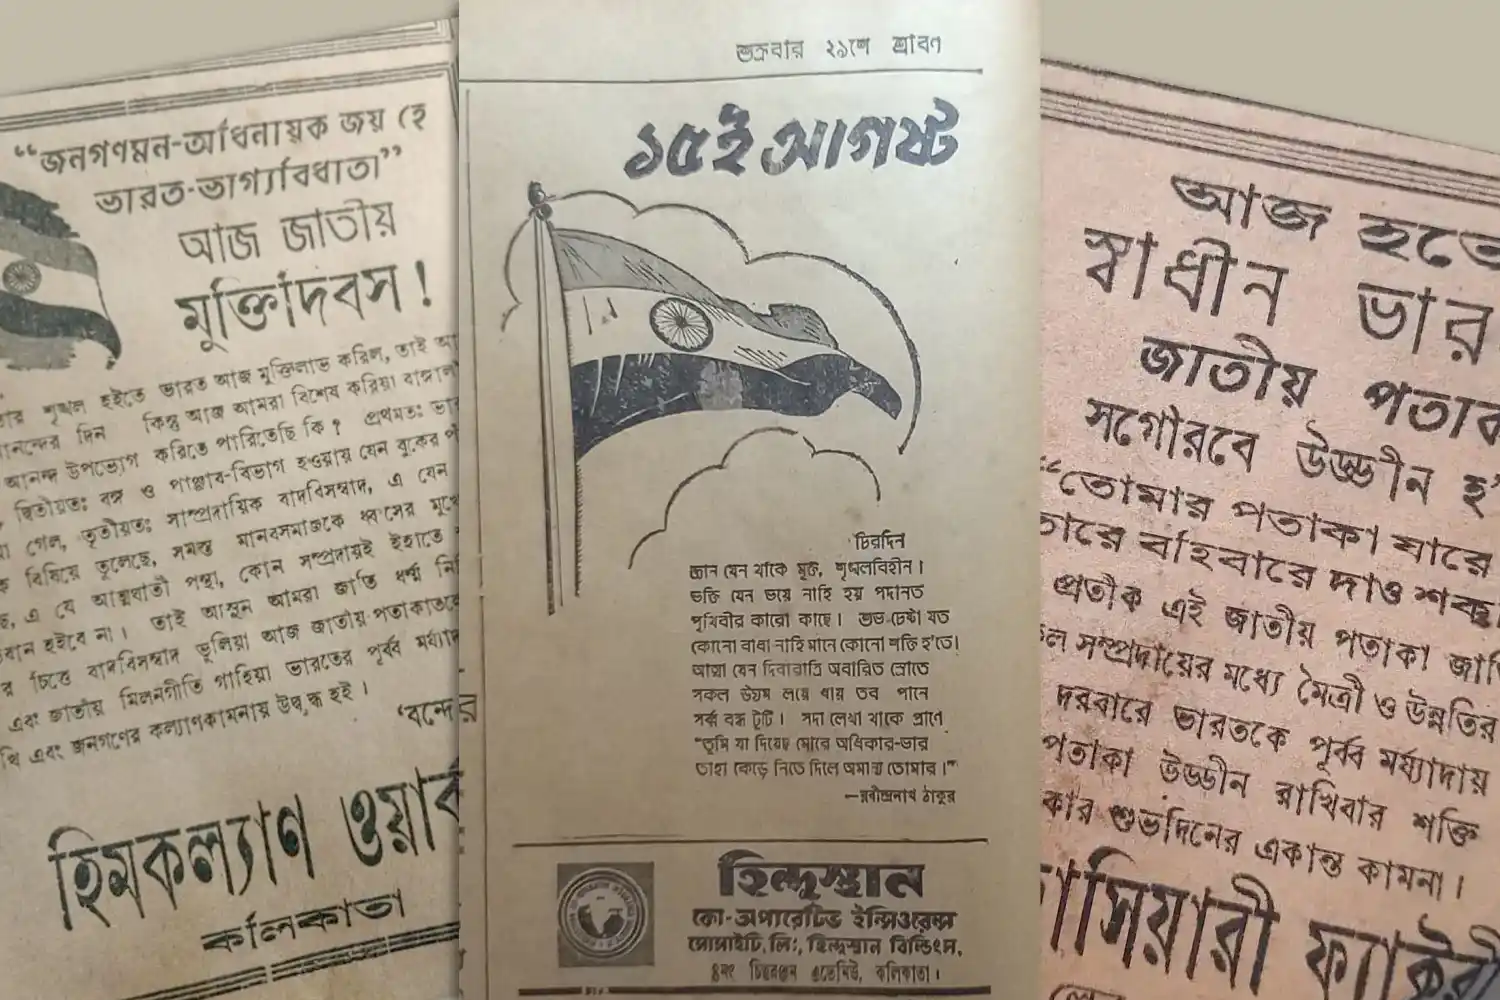 “জনগণমন-অধিনায়ক জয় হে
ভারত-ভাগ্যবিধাতা”
আজ জাতীয়
মুক্তিদিবস !
শৃঙ্খল হইতে ভারত আজ মুক্তিলাভ করিল, তাই
দিন কিন্তু আজ আমরা বিশেষ করিয়া
আনন্দ উপভোগ করিতে পারিতেছি কি ? প্রথমতঃ
দ্বিতীয়তঃ বঙ্গ ও পাঞ্জাব-বিভাগ হওয়ায় যেন বুকের
গেল, তৃতীয়তঃ সাম্প্রদায়িক বাদবিসম্বাদ, এ যেন
বিষিয়ে তুলেছে, সমস্ত মানবসমাজকে ধ্বংসের মুখে
এ যে আত্মঘাতী পন্থা, কোন সম্প্রদায়ই ইহাতে
হইবে না। তাই আসুন আমরা জাতি ধর্ম্ম
চিত্তে বাদবিসম্বাদ ভুলিয়া আজ জাতীয়-পতাকাতলে
এবং জাতীয় মিলনগীতি গাহিয়া ভারতের পূর্ব্ব
এবং জনগণের কল্যাণকামনায় উদ্বুদ্ধ হই।
হিমকল্যাণ
কলিকাতা
শুক্রবার ২৯শে শ্রাবণ
১৫ই আগষ্ট
চিরদিন
জ্ঞান যেন থাকে মুক্ত, শৃঙ্খলবিহীন।
ভক্তি যেন ভয়ে নাহি হয় পদানত
পৃথিবীর কারো কাছে। শুভ-চেষ্টা যত
কোনো বাধা নাহি মানে কোনো শক্তি হ’তে।
আত্মা যেন দিবারাত্রি অবারিত স্রোতে
সকল উদ্যম লয়ে ধায় তব পানে
সর্ব্ব বন্ধ টুটি। সদা লেখা থাকে প্রাণে
“তুমি যা দিয়েছ মোরে অধিকার-ভার
তাহা কেড়ে নিতে দিলে অমান্য তোমার।”
—রবীন্দ্রনাথ ঠাকুর
হিন্দুস্থান
কো-অপারেটিভ ইন্সিওরেন্স
সোসাইটি, লিঃ, হিন্দুস্থান বিল্ডিংস,
৪নং চিত্তরঞ্জন এভেনিউ, কলিকাতা।
আজ হতে
স্বাধীন
জাতীয়
সগৌরবে উড্ডীন
“তোমার পতাকা যারে
তারে বহিবারে দাও
প্রতীক এই জাতীয় পতাকা
সম্প্রদায়ের মধ্যে মৈত্রী ও উন্নতির
দরবারে ভারতকে পূর্ব্ব মর্য্যাদায়
পতাকা উড্ডীন রাখিবার শক্তি
শুভদিনের একান্ত কামনা।